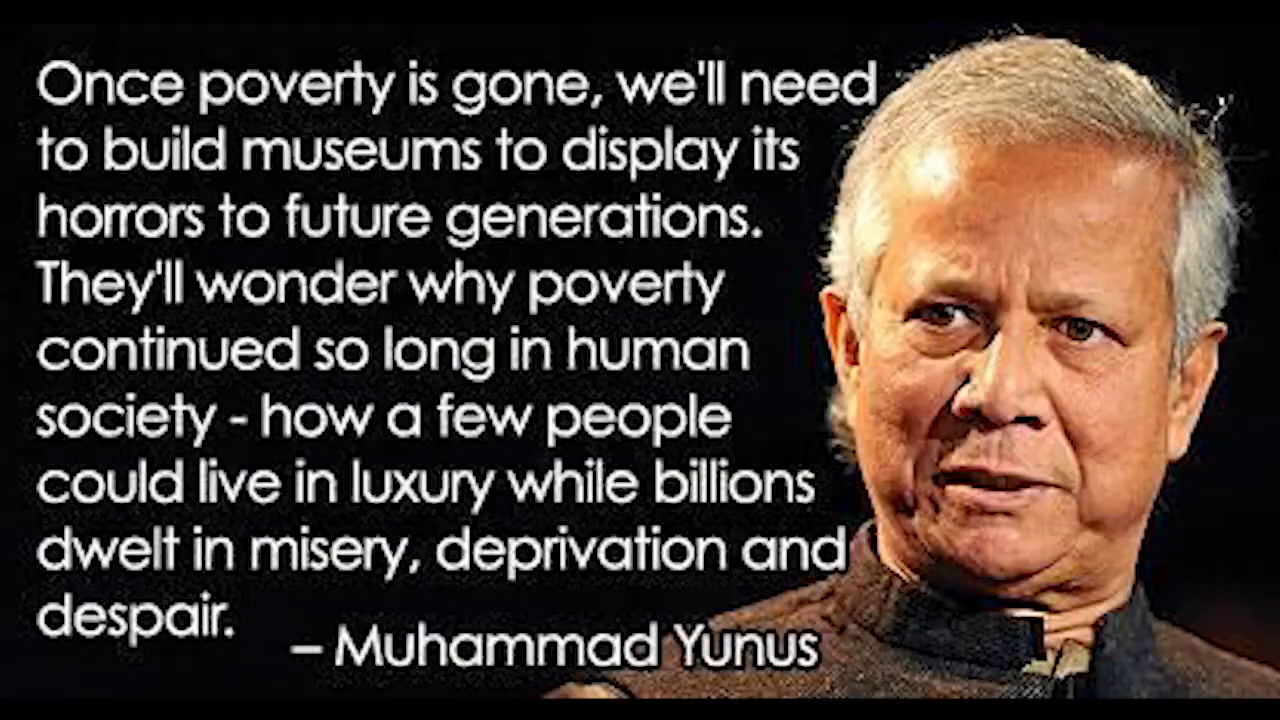 Once poverty is gone, we'll need
to build museums to display its
horrors to future generations.
They'll wonder why poverty
continued so long in human
society - how a few people
could live in luxury while billions
dwelt in misery, deprivation and
despair.
– Muhammad Yunus